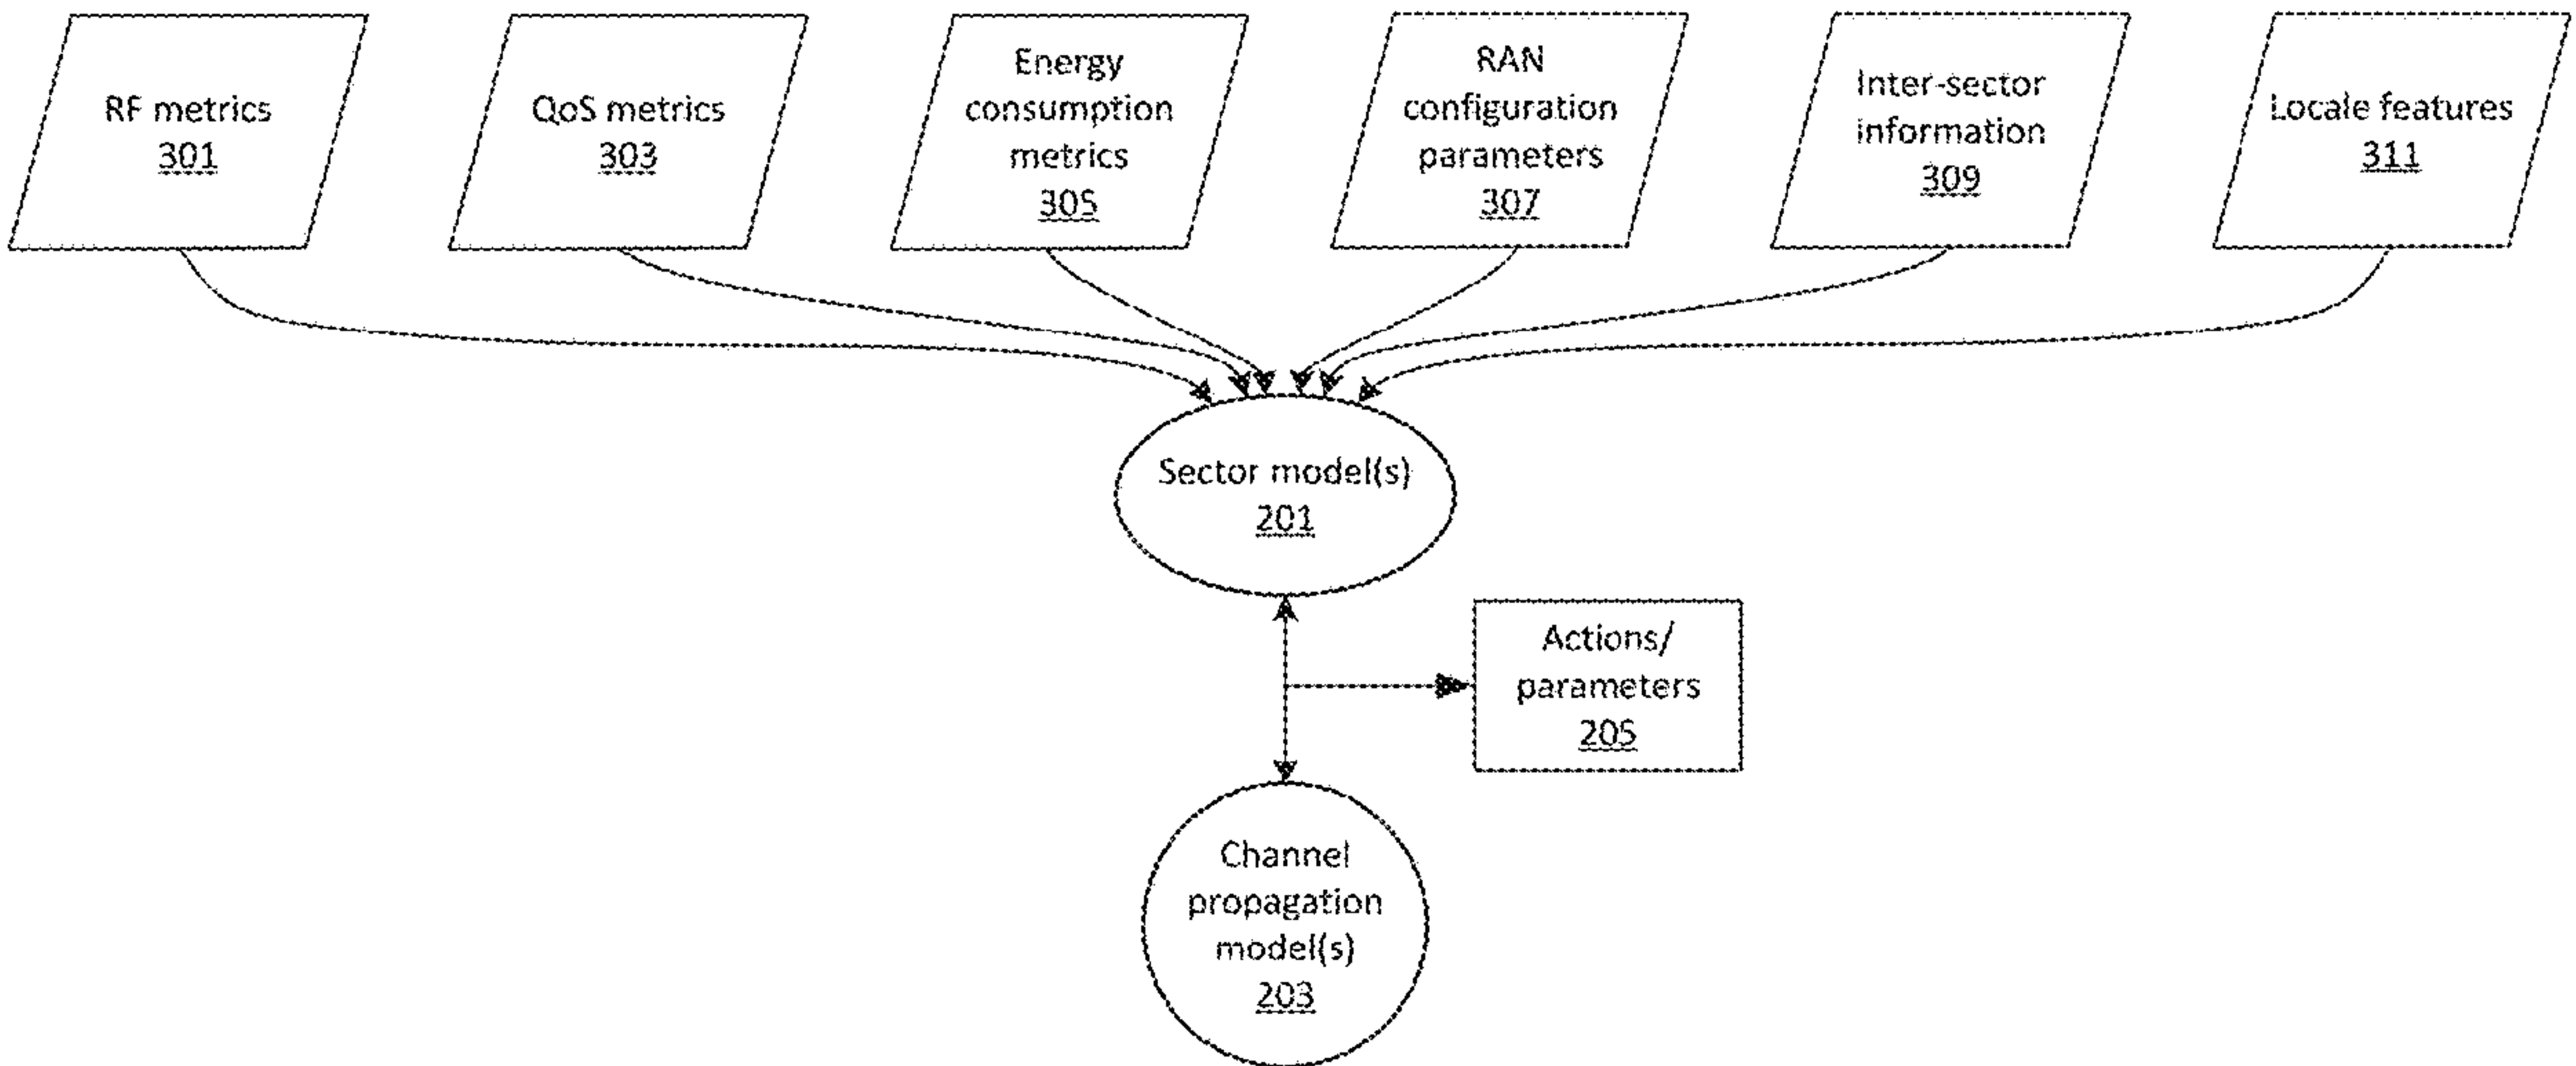 RF metrics
301
QoS metrics
303
Energy
consumption
metrics
305
RAN
configuration
parameters
307
Inter-sector
information
309
Locale features
311
Sector model(s)
201
Actions/
parameters
205
Channel
propagation
model(s)
203